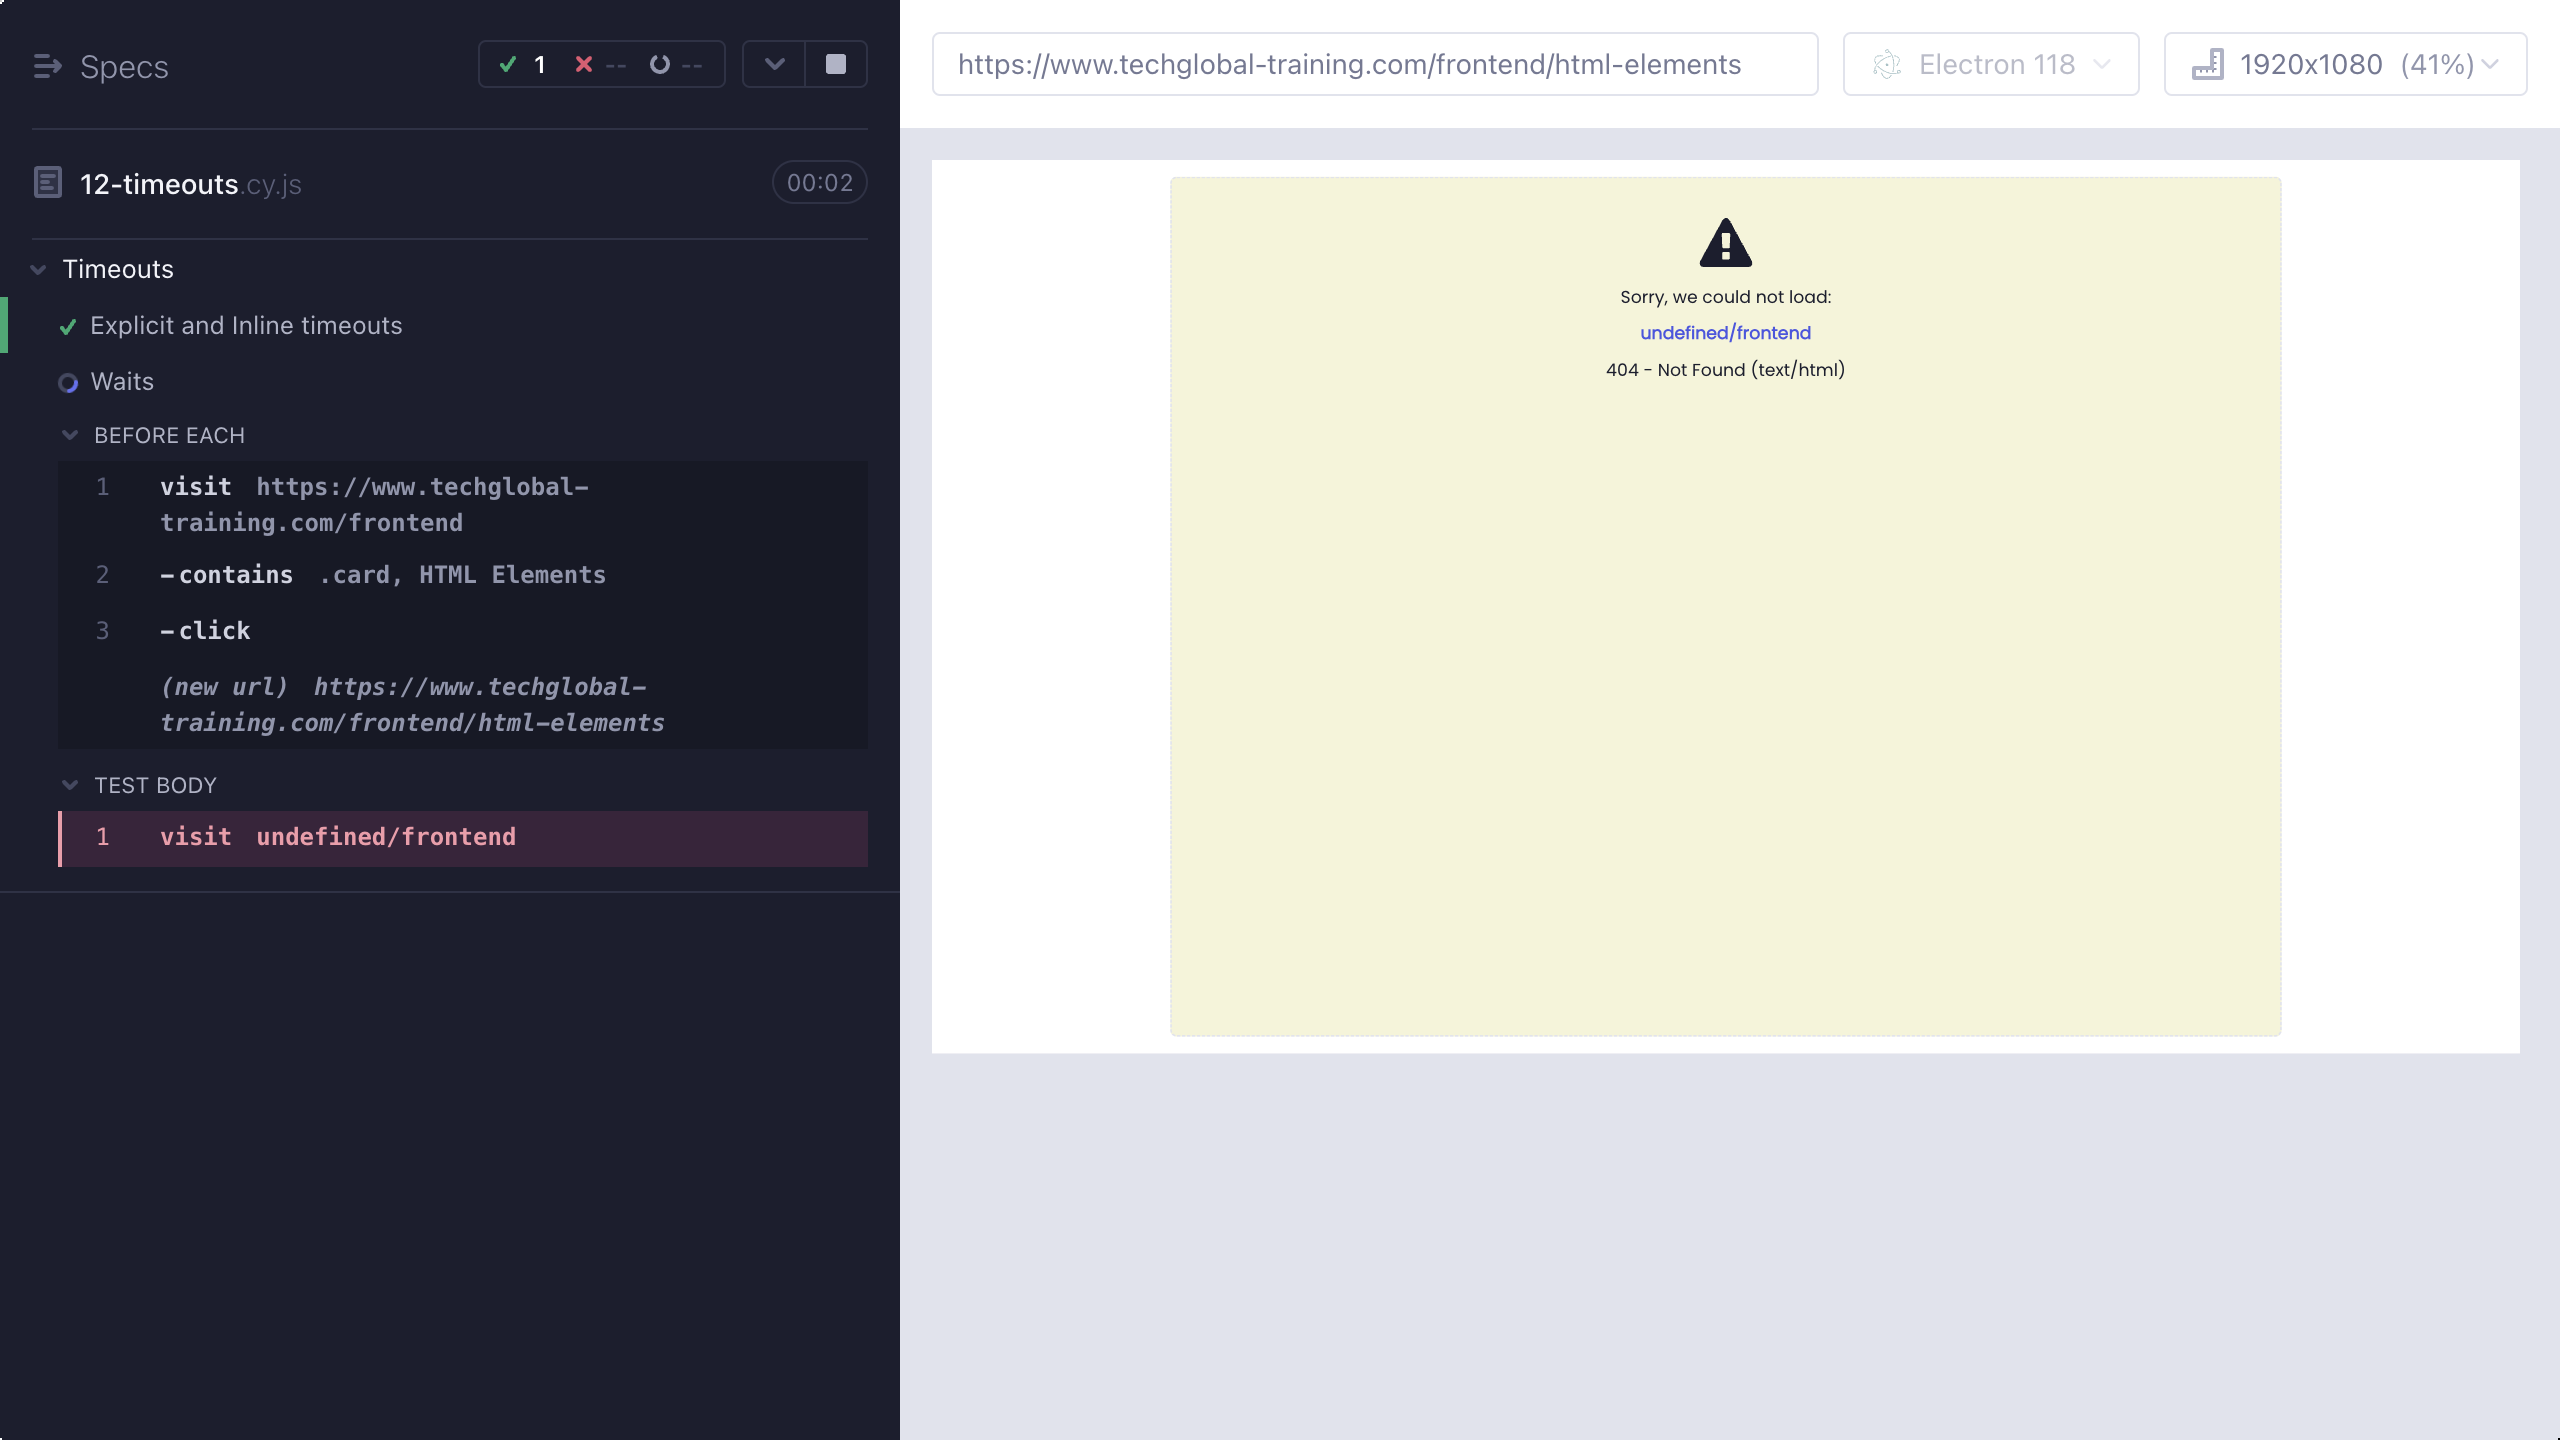 Specs
1 -- --
12-timeouts.cy.js
00:02
Timeouts
Explicit and Inline timeouts
Waits
BEFORE EACH
1 visit https://www.techglobal-
training.com/frontend
2 -contains .card, HTML Elements
3 -click
(new url) https://www.techglobal-
training.com/frontend/html-elements
TEST BODY
1 visit undefined/frontend
https://www.techglobal-training.com/frontend/html-elements
Electron 118
1920x1080 (41%)
Sorry, we could not load:
undefined/frontend
404 - Not Found (text/html)